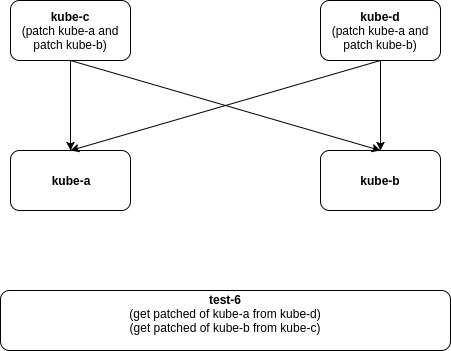 kube-c
(patch kube-a and
patch kube-b)
kube-d
(patch kube-a and
patch kube-b)
kube-a
kube-b
test-6
(get patched of kube-a from kube-d)
(get patched of kube-b from kube-c)